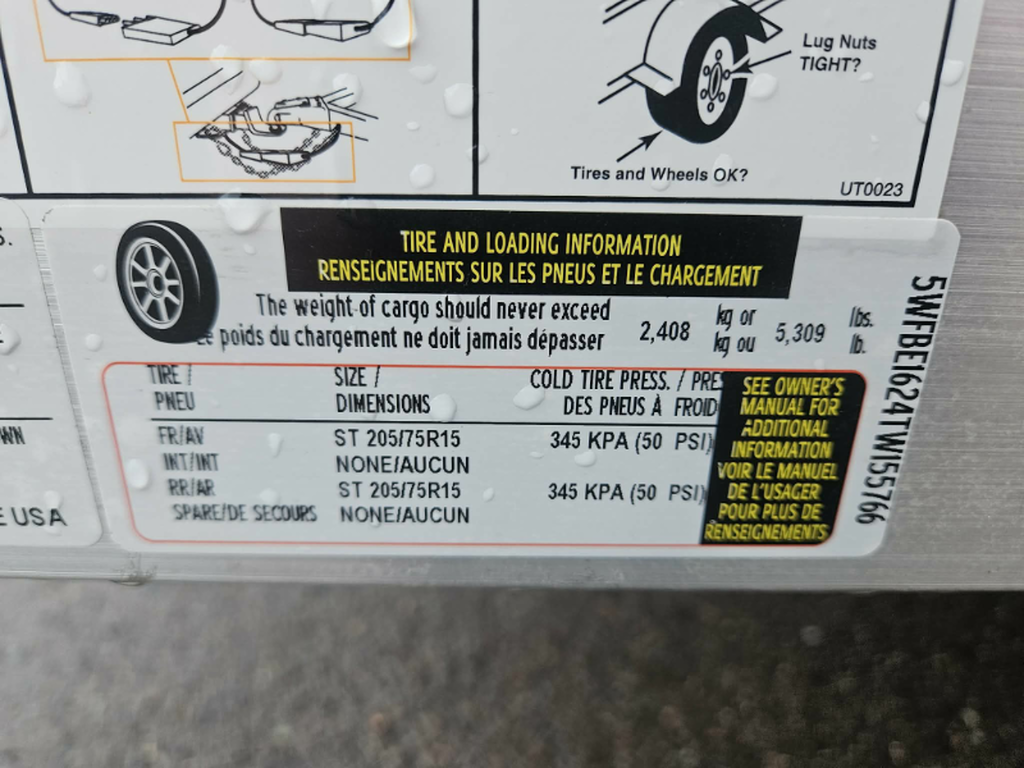 Lug Nuts
TIGHT?
Tires and Wheels OK?
UT0023
S.
WN
E USA
TIRE AND LOADING INFORMATION
RENSEIGNEMENTS SUR LES PNEUS ET LE CHARGEMENT
The weight of cargo should never exceed
Le poids du chargement ne doit jamais dépasser
2,408 kg or 5,309 lbs.
kg ou lb.
TIRE / SIZE / COLD TIRE PRESS. / PRES
PNEU DIMENSIONS DES PNEUS À FROID
FR/AV ST 205/75R15 345 KPA (50 PSI)
INT/INT NONE/AUCUN
RR/AR ST 205/75R15 345 KPA (50 PSI)
SPARE/DE SECOURS NONE/AUCUN
SEE OWNER'S
MANUAL FOR
ADDITIONAL
INFORMATION
VOIR LE MANUEL
DE L'USAGER
POUR PLUS DE
RENSEIGNEMENTS
5WFBE1624TW155766